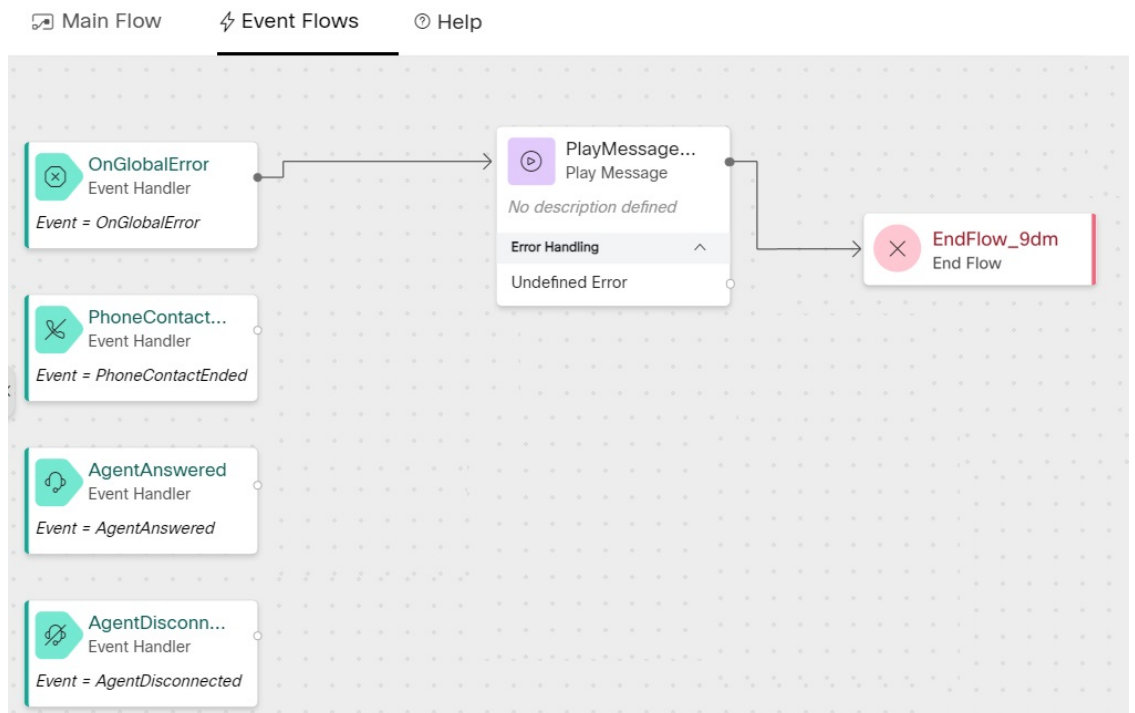 Main Flow
Event Flows
Help
OnGlobalError
Event Handler
Event = OnGlobalError
PlayMessage...
Play Message
No description defined
Error Handling
Undefined Error
EndFlow_9dm
End Flow
PhoneContact...
Event Handler
Event = PhoneContactEnded
AgentAnswered
Event Handler
Event = AgentAnswered
AgentDisconn...
Event Handler
Event = AgentDisconnected